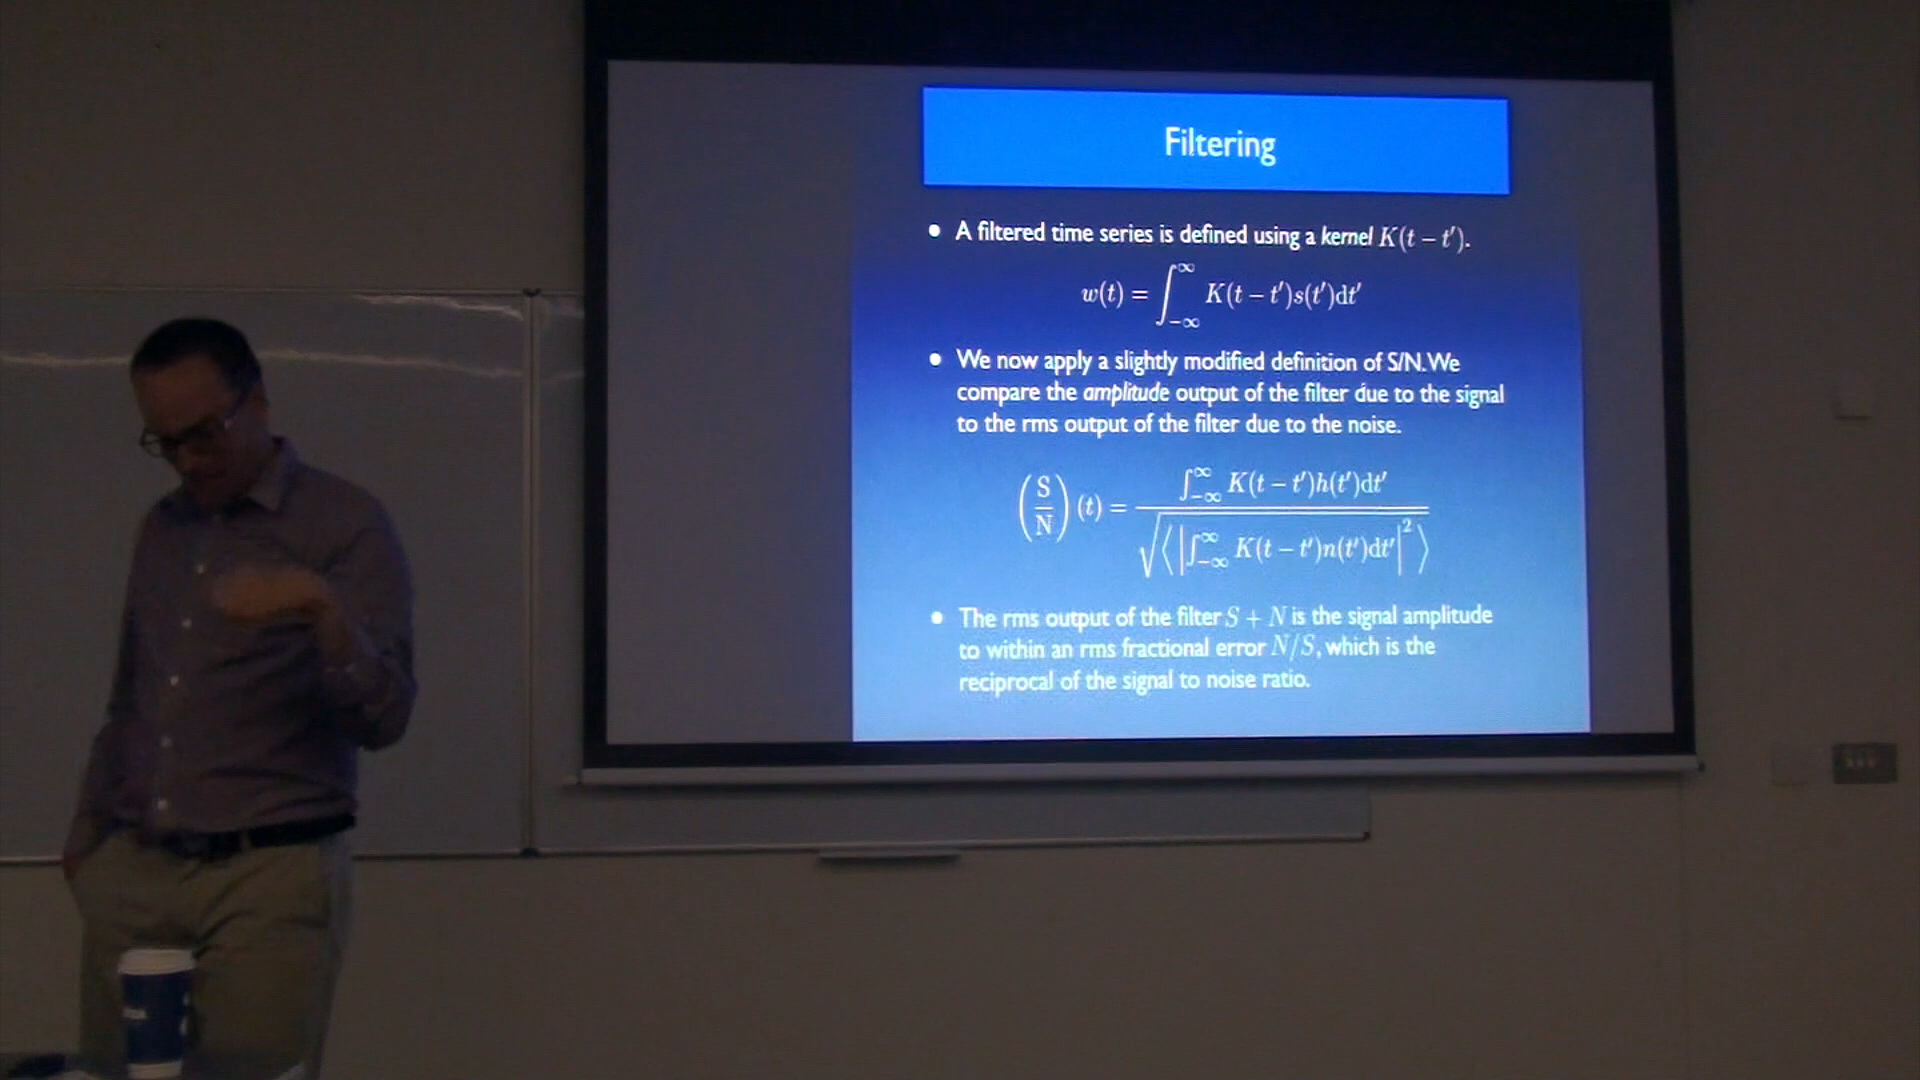 Filtering
• A filtered time series is defined using a kernel K(t − t′).
w(t) = ∫_{−∞}^{∞} K(t − t′)s(t′)dt′
• We now apply a slightly modified definition of S/N. We
compare the amplitude output of the filter due to the signal
to the rms output of the filter due to the noise.
(S/N)(t) = ∫_{−∞}^{∞} K(t − t′)h(t′)dt′ / √⟨|∫_{−∞}^{∞} K(t − t′)n(t′)dt′|²⟩
• The rms output of the filter S + N is the signal amplitude
to within an rms fractional error N/S, which is the
reciprocal of the signal to noise ratio.